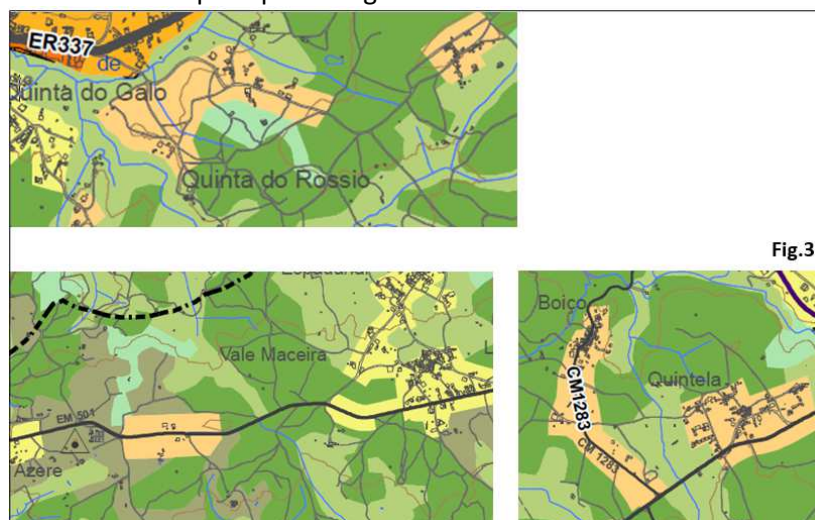 ER337
de
uinta do Galo
Quinta do Rossio
Fig.3
Vale Maceira
EM 501
Azere
Boiço
CM1283
Quintela
CM 1283